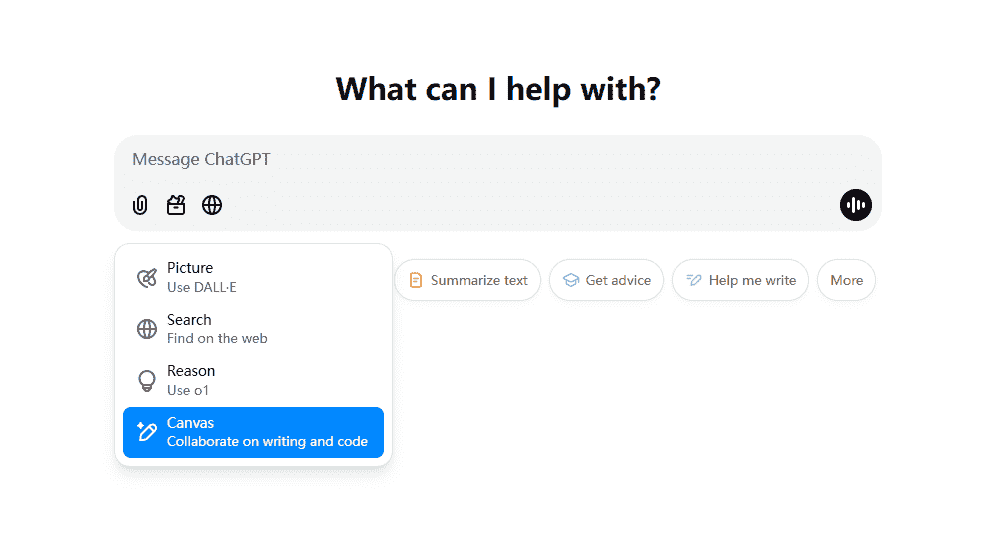 What can I help with?
Message ChatGPT
Picture
Use DALL·E
Search
Find on the web
Reason
Use o1
Canvas
Collaborate on writing and code
Summarize text
Get advice
Help me write
More